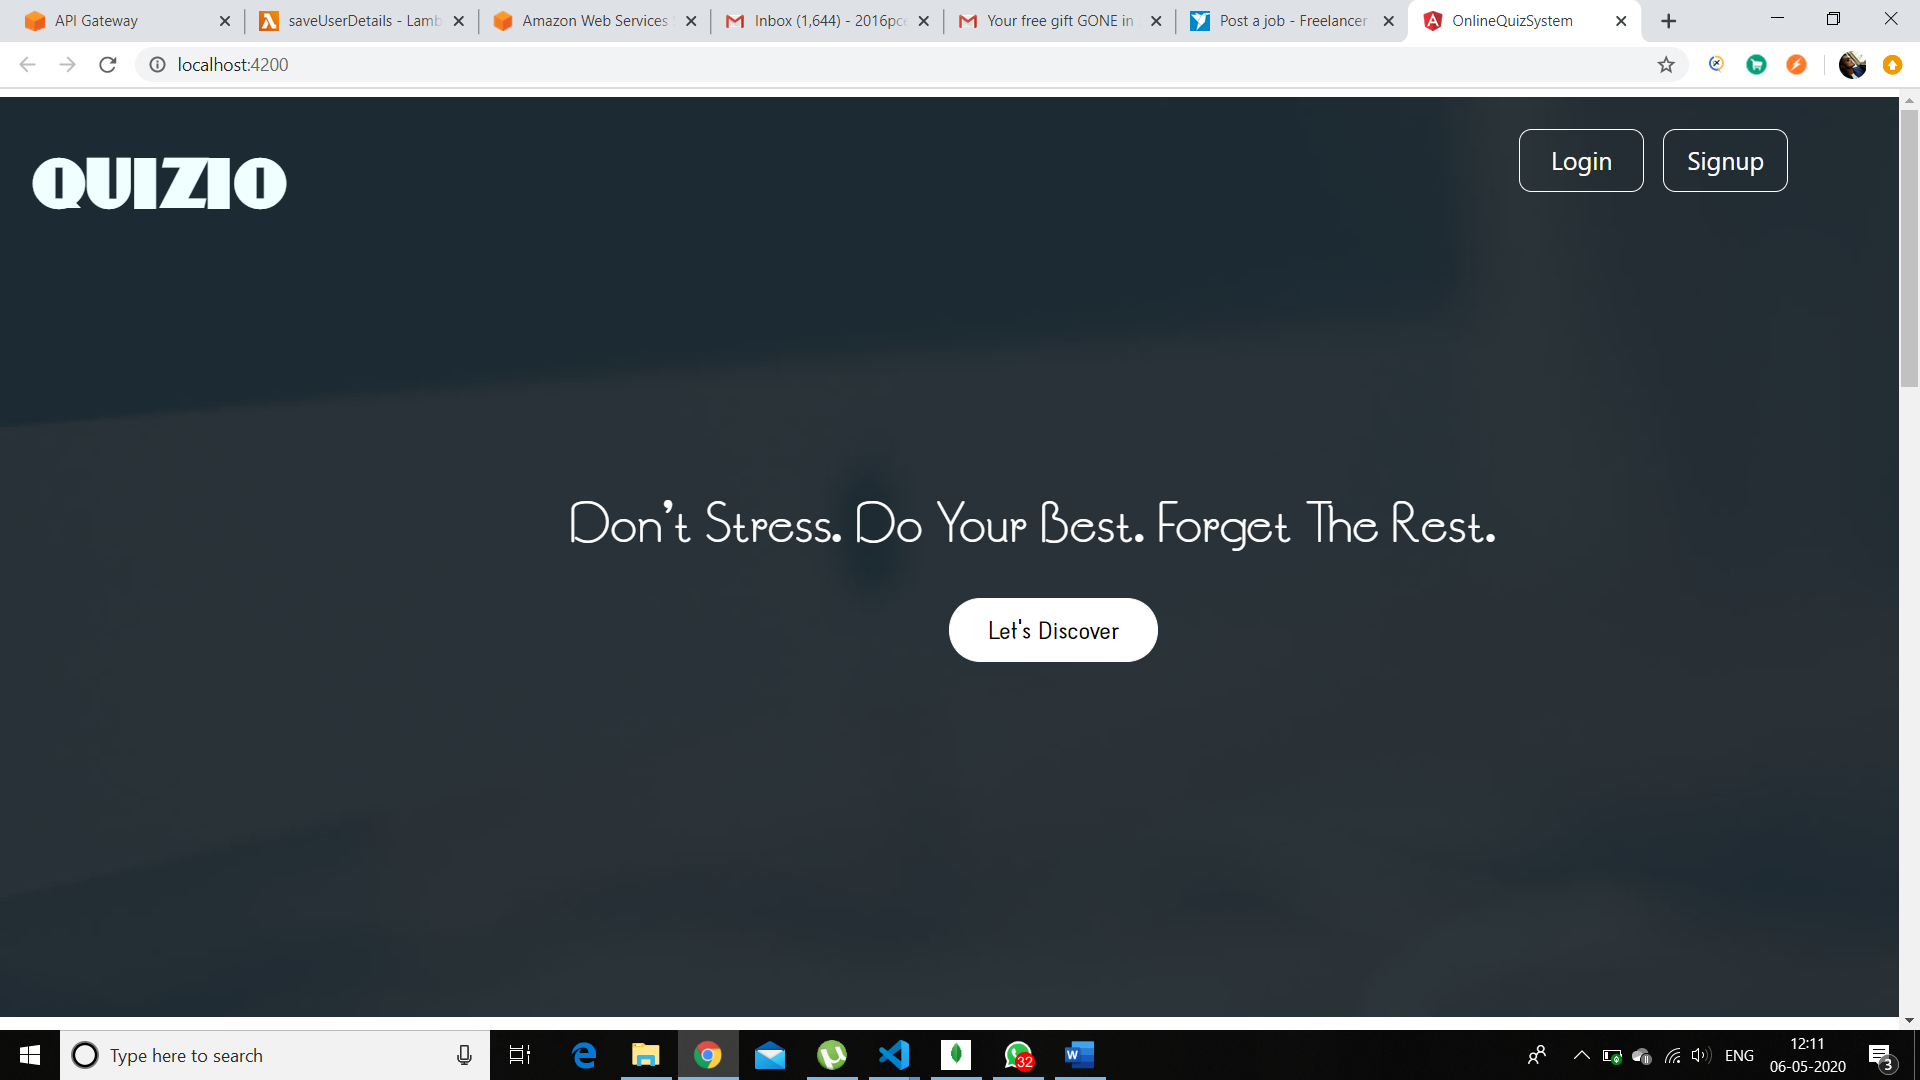 API Gateway
saveUserDetails - Lamb
Amazon Web Services
Inbox (1,644) - 2016pce
Your free gift GONE in
Post a job - Freelancer
OnlineQuizSystem
localhost:4200
QUIZIO
Login
Signup
Don't Stress. Do Your Best. Forget The Rest.
Let's Discover
Type here to search
32
ENG
12:11
06-05-2020
3